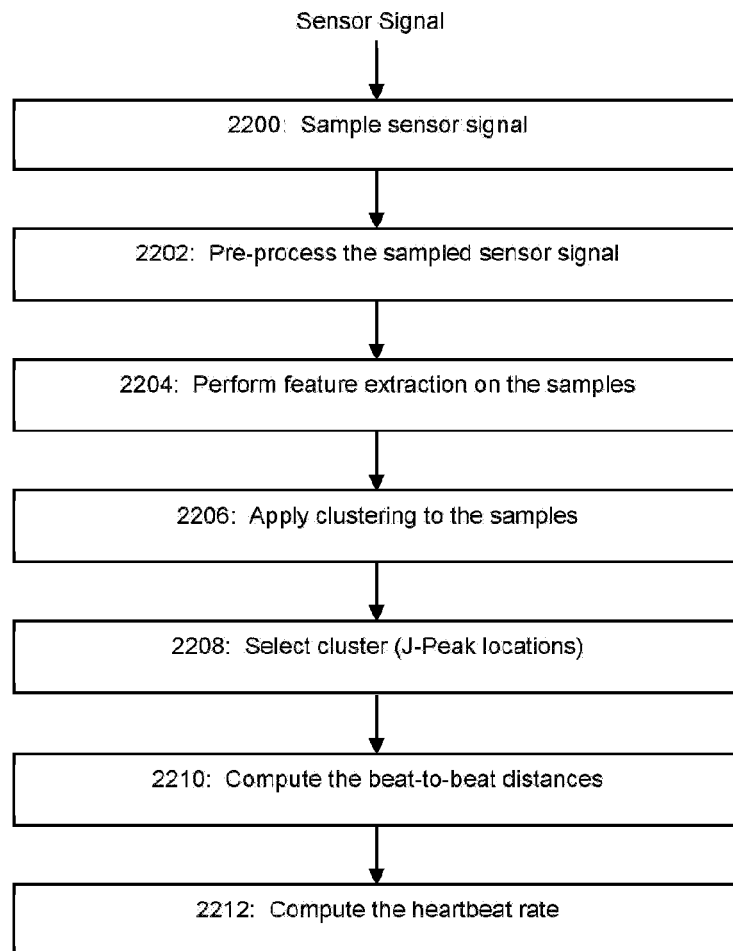 Sensor Signal
2200: Sample sensor signal
2202: Pre-process the sampled sensor signal
2204: Perform feature extraction on the samples
2206: Apply clustering to the samples
2208: Select cluster (J-Peak locations)
2210: Compute the beat-to-beat distances
2212: Compute the heartbeat rate